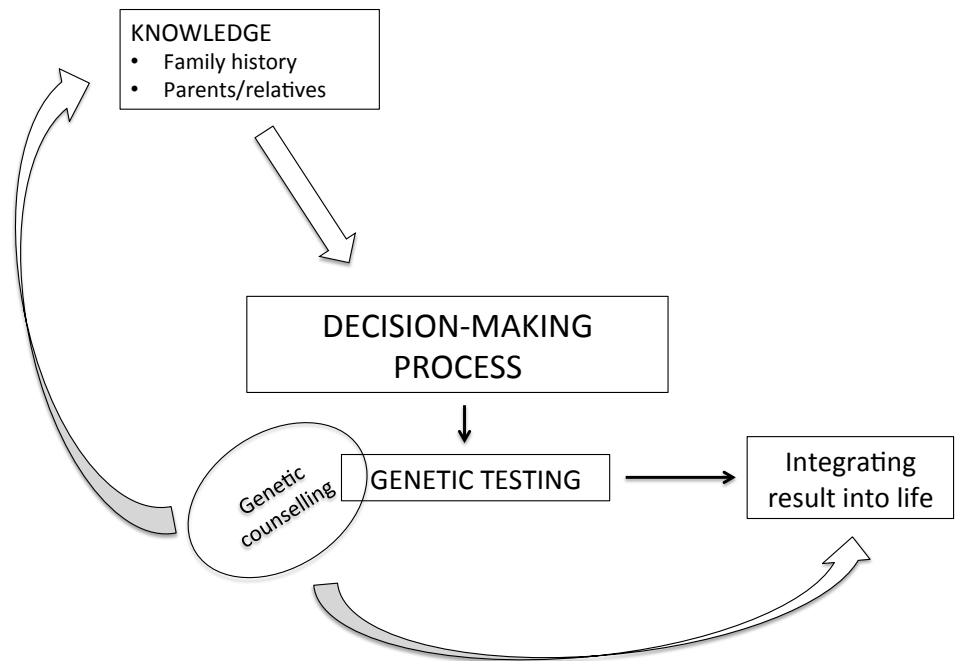 KNOWLEDGE
• Family history
• Parents/relatives
DECISION-MAKING
PROCESS
Genetic
counselling
GENETIC TESTING
Integrating
result into life